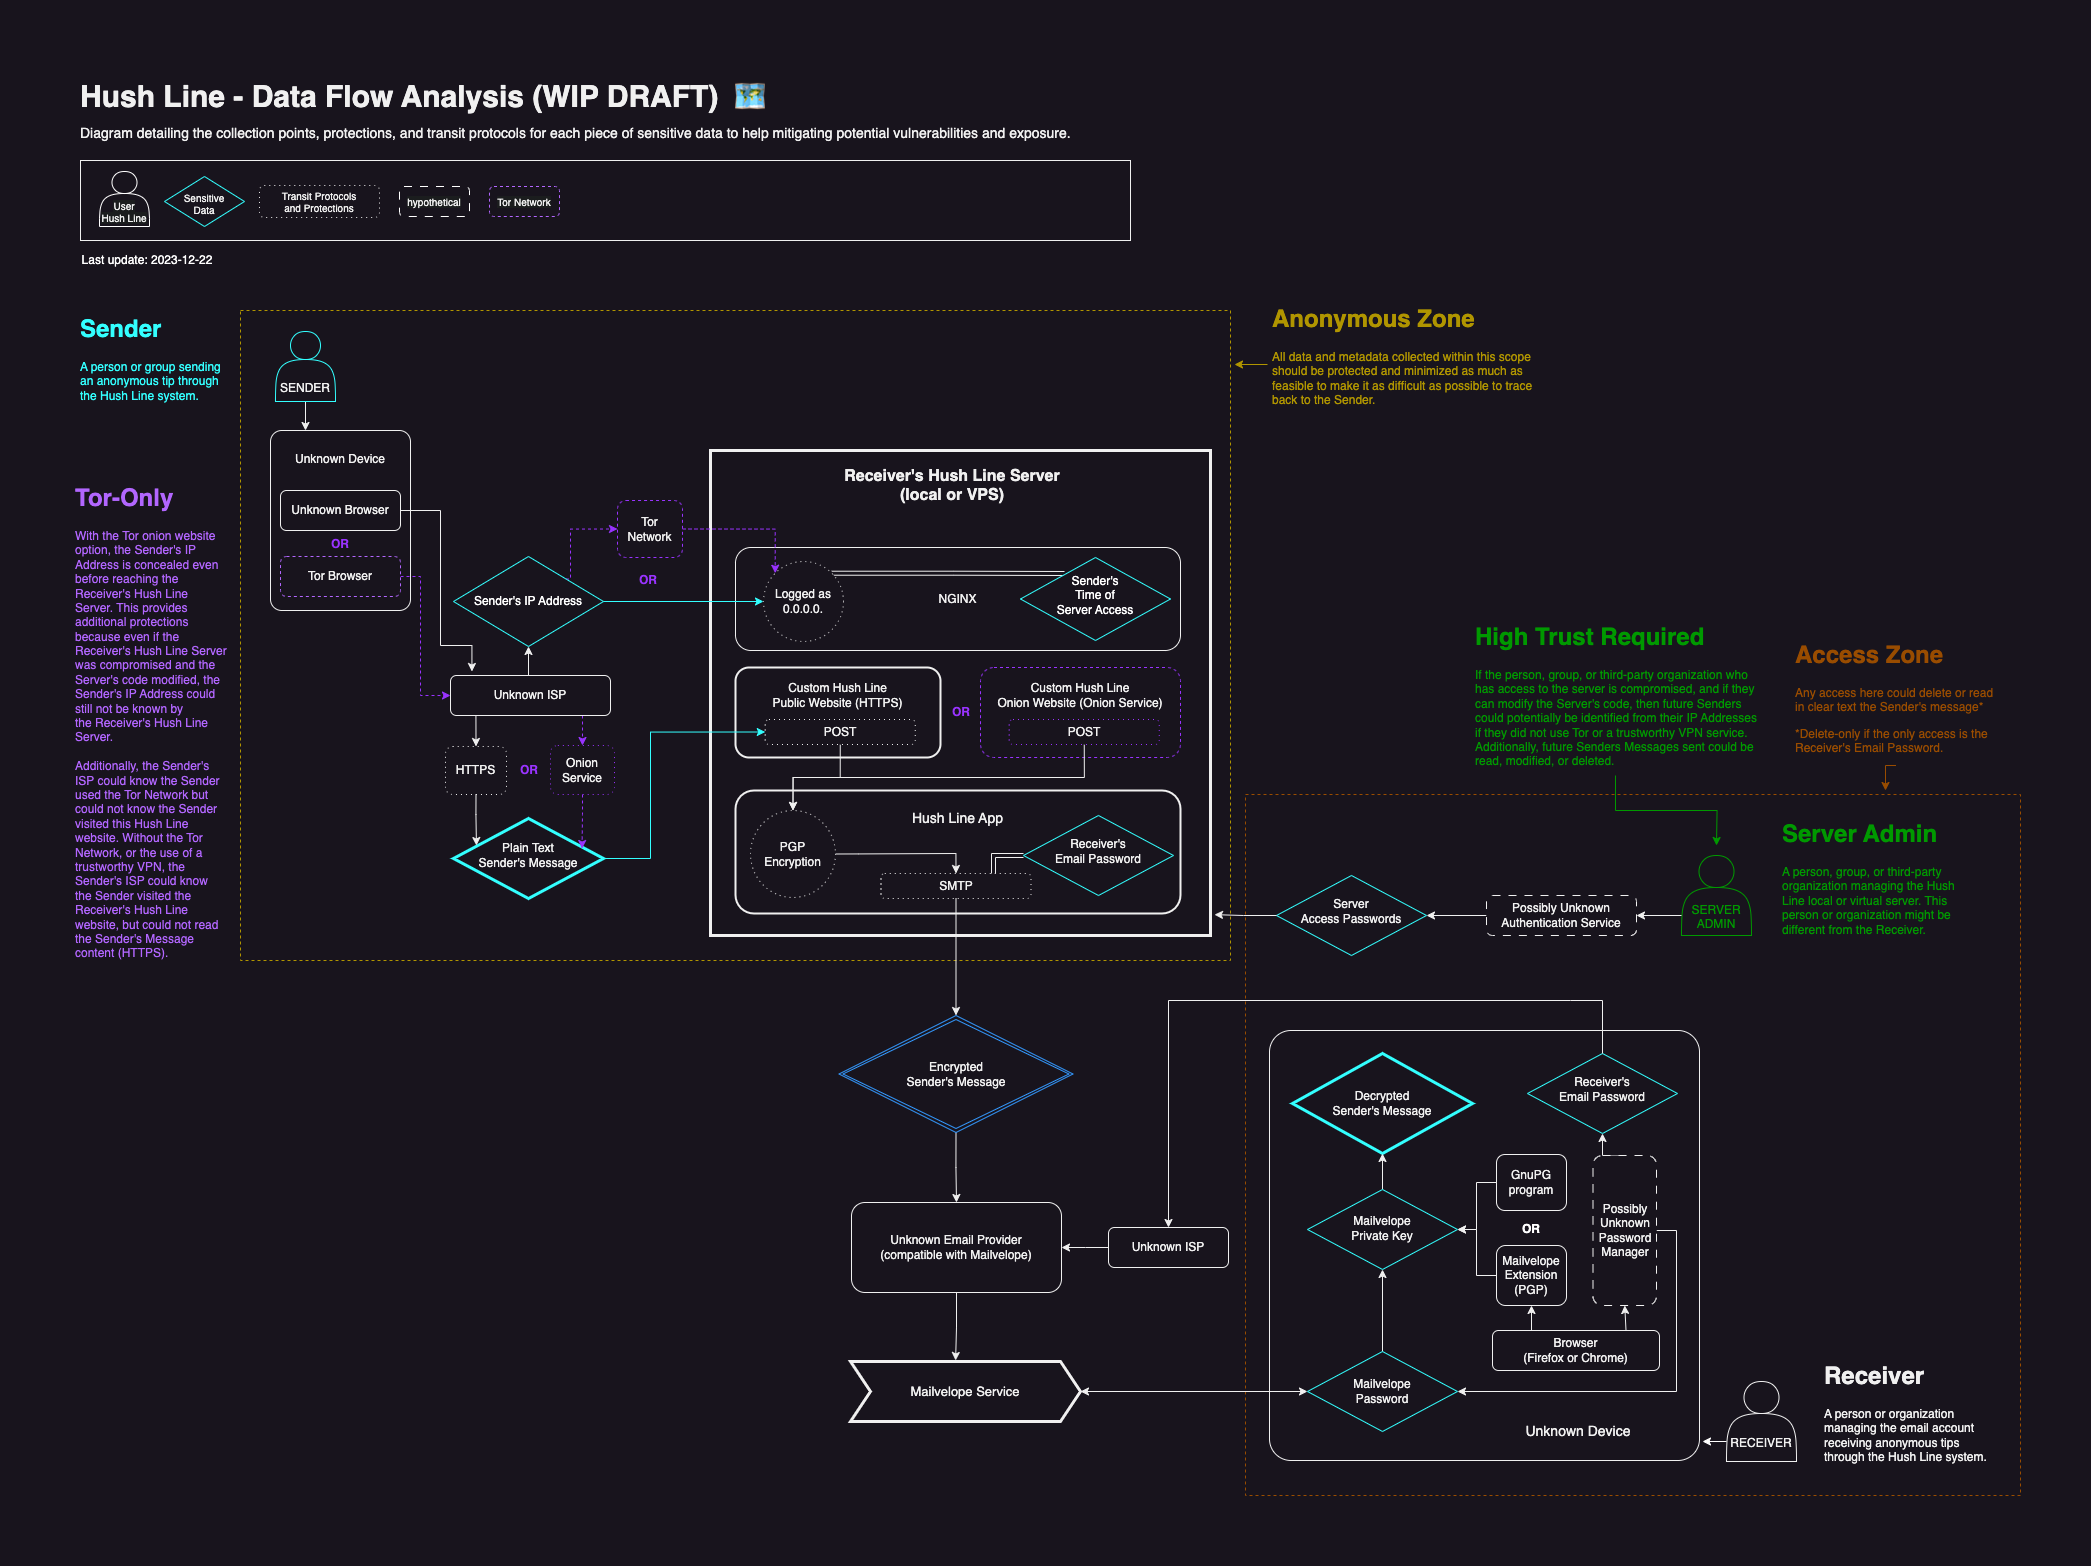 Hush Line - Data Flow Analysis (WIP DRAFT)
Diagram detailing the collection points, protections, and transit protocols for each piece of sensitive data to help mitigating potential vulnerabilities and exposure.
User
Hush Line
Sensitive
Data
Transit Protocols
and Protections
hypothetical
Tor Network
Last update: 2023-12-22
Sender
A person or group sending
an anonymous tip through
the Hush Line system.
SENDER
Anonymous Zone
All data and metadata collected within this scope
should be protected and minimized as much as
feasible to make it as difficult as possible to trace
back to the Sender.
Tor-Only
With the Tor onion website
option, the Sender's IP
Address is concealed even
before reaching the
Receiver's Hush Line
Server. This provides
additional protections
because even if the
Receiver's Hush Line Server
was compromised and the
Server's code modified, the
Sender's IP Address could
still not be known by
the Receiver's Hush Line
Server.
Additionally, the Sender's
ISP could know the Sender
used the Tor Network but
could not know the Sender
visited this Hush Line
website. Without the Tor
Network, or the use of a
trustworthy VPN, the
Sender's ISP could know
the Sender visited the
Receiver's Hush Line
website, but could not read
the Sender's Message
content (HTTPS).
Unknown Device
Unknown Browser
OR
Tor Browser
Sender's IP Address
Tor
Network
OR
Unknown ISP
HTTPS
OR
Onion
Service
Plain Text
Sender's Message
Receiver's Hush Line Server
(local or VPS)
Logged as
0.0.0.0.
NGINX
Sender's
Time of
Server Access
Custom Hush Line
Public Website (HTTPS)
POST
OR
Custom Hush Line
Onion Website (Onion Service)
POST
Hush Line App
PGP
Encryption
SMTP
Receiver's
Email Password
High Trust Required
If the person, group, or third-party organization who
has access to the server is compromised, and if they
can modify the Server's code, then future Senders
could potentially be identified from their IP Addresses
if they did not use Tor or a trustworthy VPN service.
Additionally, future Senders Messages sent could be
read, modified, or deleted.
Access Zone
Any access here could delete or read
in clear text the Sender's message*
*Delete-only if the only access is the
Receiver's Email Password.
Server Admin
A person, group, or third-party
organization managing the Hush
Line local or virtual server. This
person or organization might be
different from the Receiver.
SERVER
ADMIN
Possibly Unknown
Authentication Service
Server
Access Passwords
Encrypted
Sender's Message
Unknown Email Provider
(compatible with Mailvelope)
Unknown ISP
Mailvelope Service
Decrypted
Sender's Message
Receiver's
Email Password
Mailvelope
Private Key
GnuPG
program
OR
Mailvelope
Extension
(PGP)
Possibly
Unknown
Password
Manager
Browser
(Firefox or Chrome)
Mailvelope
Password
Unknown Device
RECEIVER
Receiver
A person or organization
managing the email account
receiving anonymous tips
through the Hush Line system.